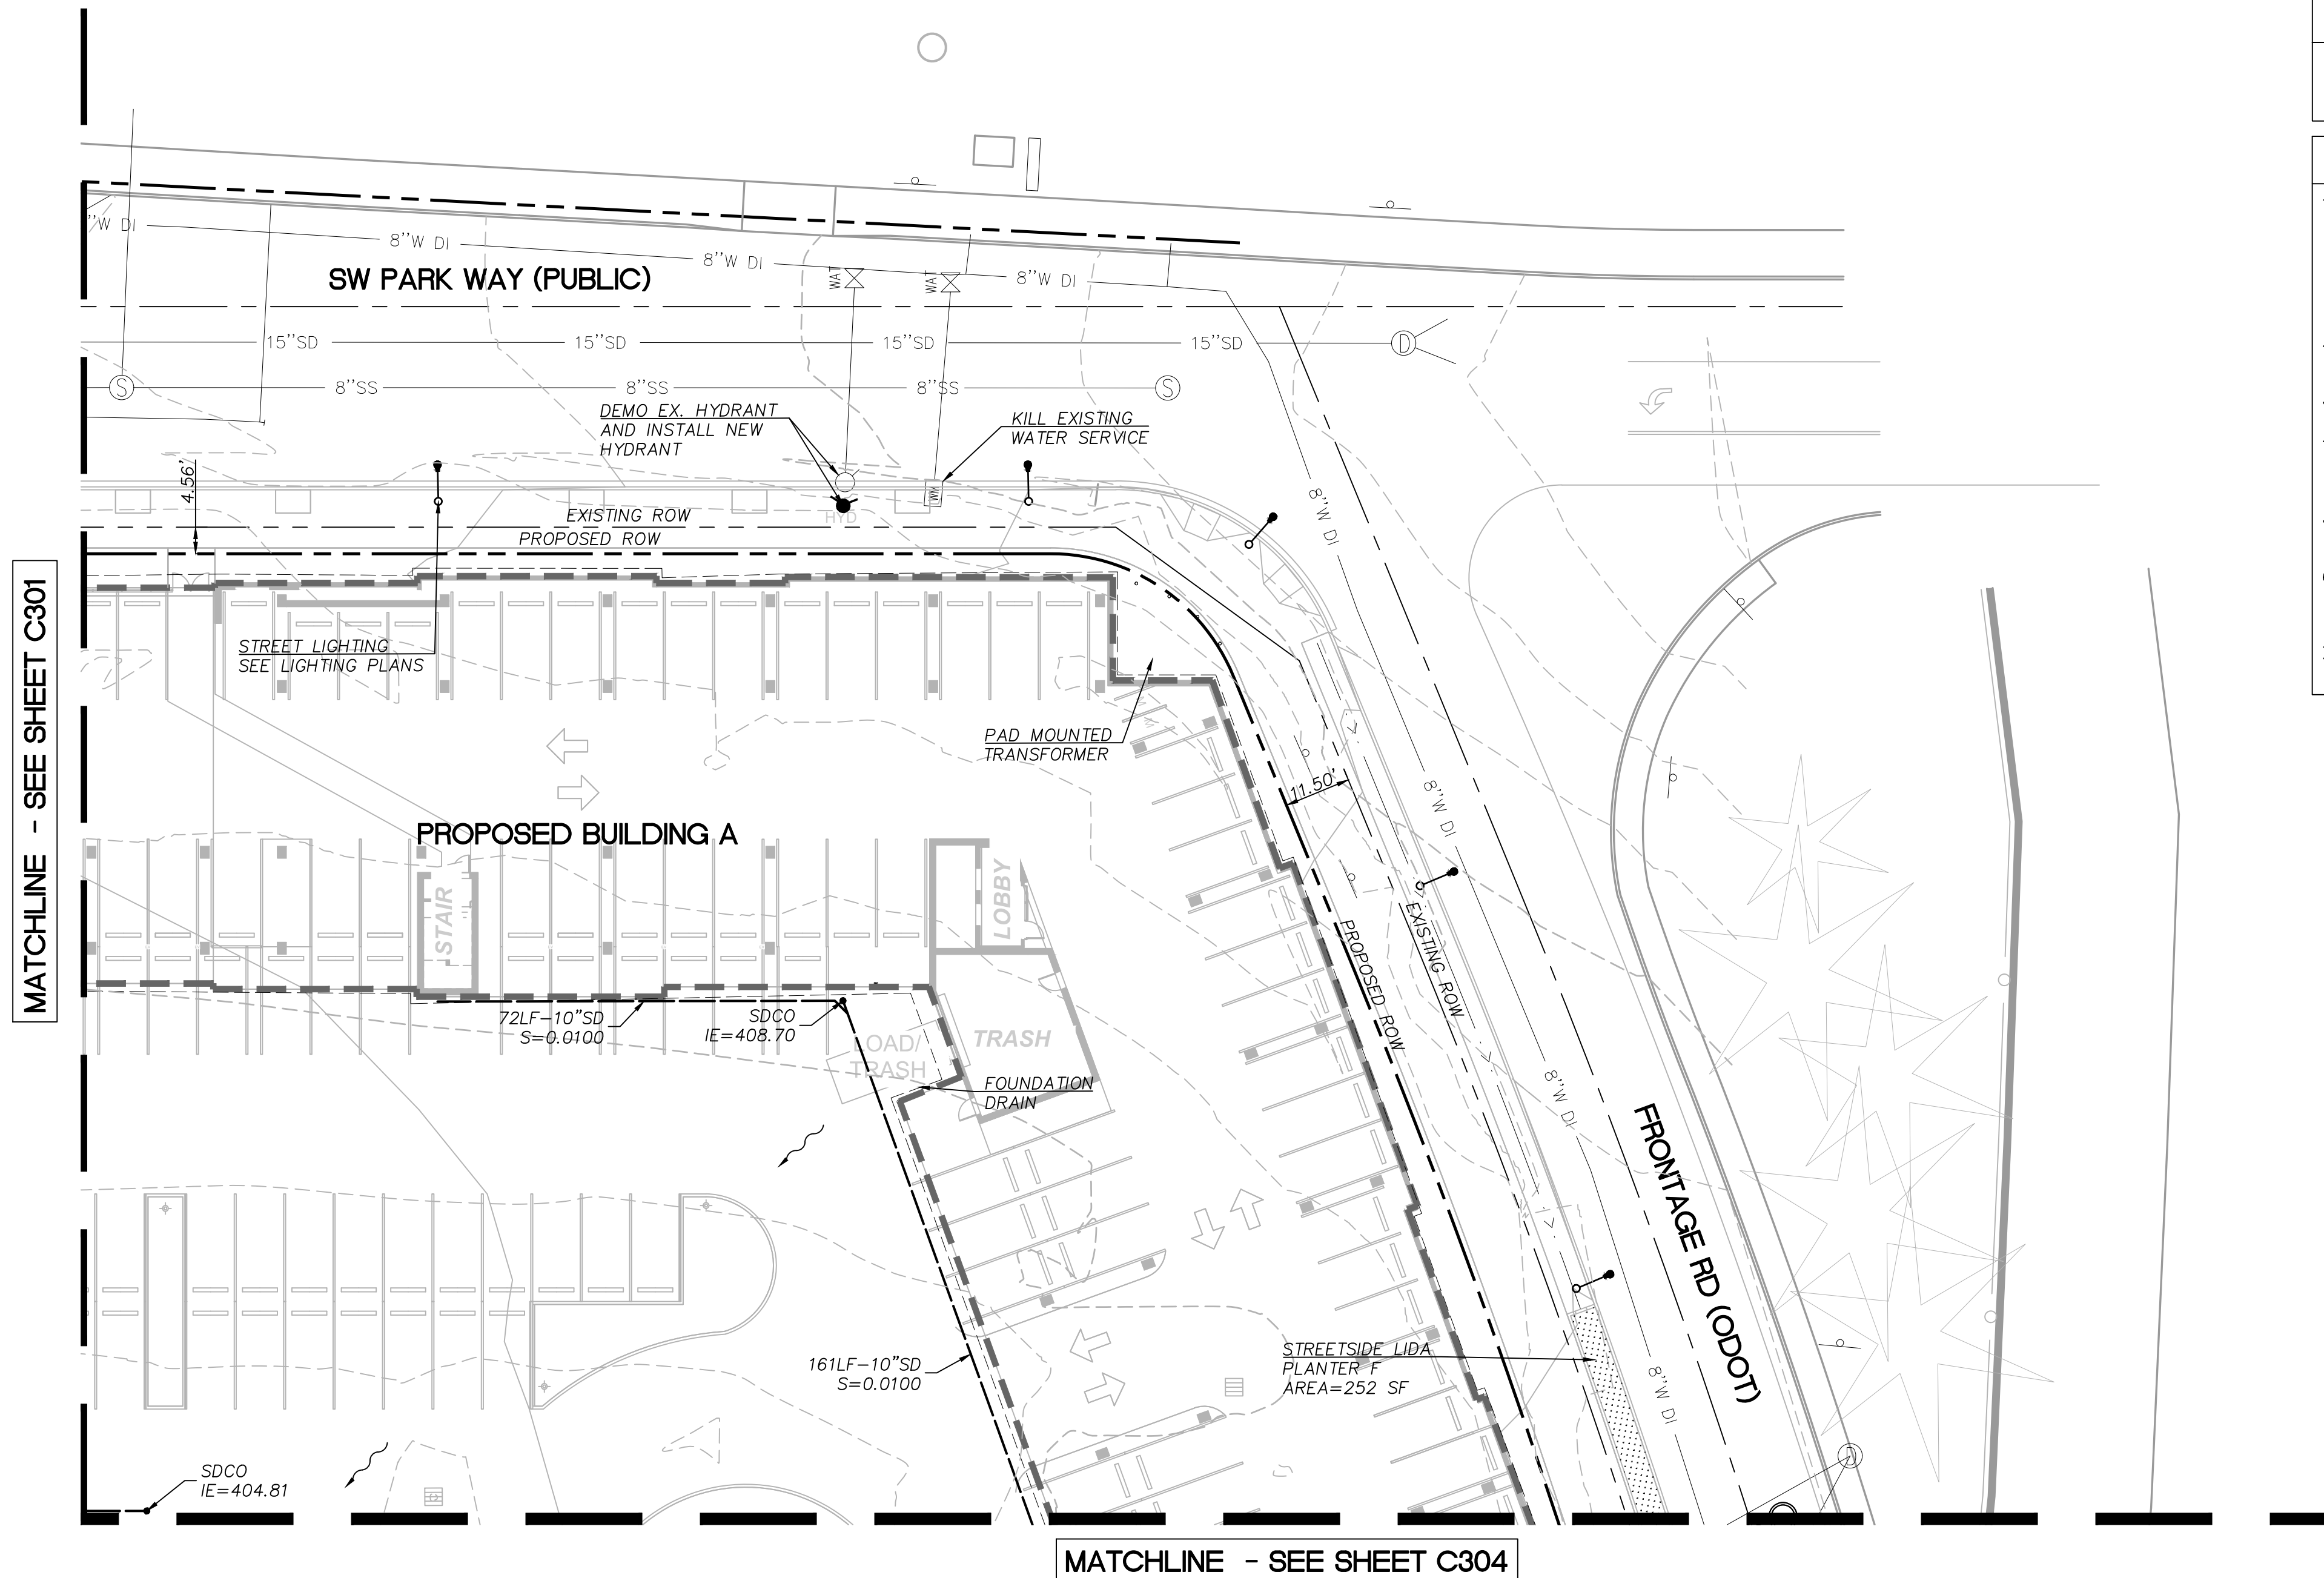 8''W DI
8''W DI
8''W DI
8''W DI
SW PARK WAY (PUBLIC)
WAT
WAT
15''SD
15''SD
15''SD
15''SD
D
S
8''SS
8''SS
8''SS
S
DEMO EX. HYDRANT
AND INSTALL NEW
HYDRANT
KILL EXISTING
WATER SERVICE
4.56'
WM
HYD
EXISTING ROW
PROPOSED ROW
8''W DI
STREET LIGHTING
SEE LIGHTING PLANS
MATCHLINE - SEE SHEET C301
PAD MOUNTED
TRANSFORMER
11.50'
8''W DI
PROPOSED BUILDING A
STAIR
LOBBY
PROPOSED ROW
EXISTING ROW
72LF-10"SD
S=0.0100
SDCO
IE=408.70
LOAD/
TRASH
TRASH
FOUNDATION
DRAIN
8''W DI
FRONTAGE RD (ODOT)
161LF-10"SD
S=0.0100
STREETSIDE LIDA
PLANTER F
AREA=252 SF
8''W DI
D
SDCO
IE=404.81
MATCHLINE - SEE SHEET C304